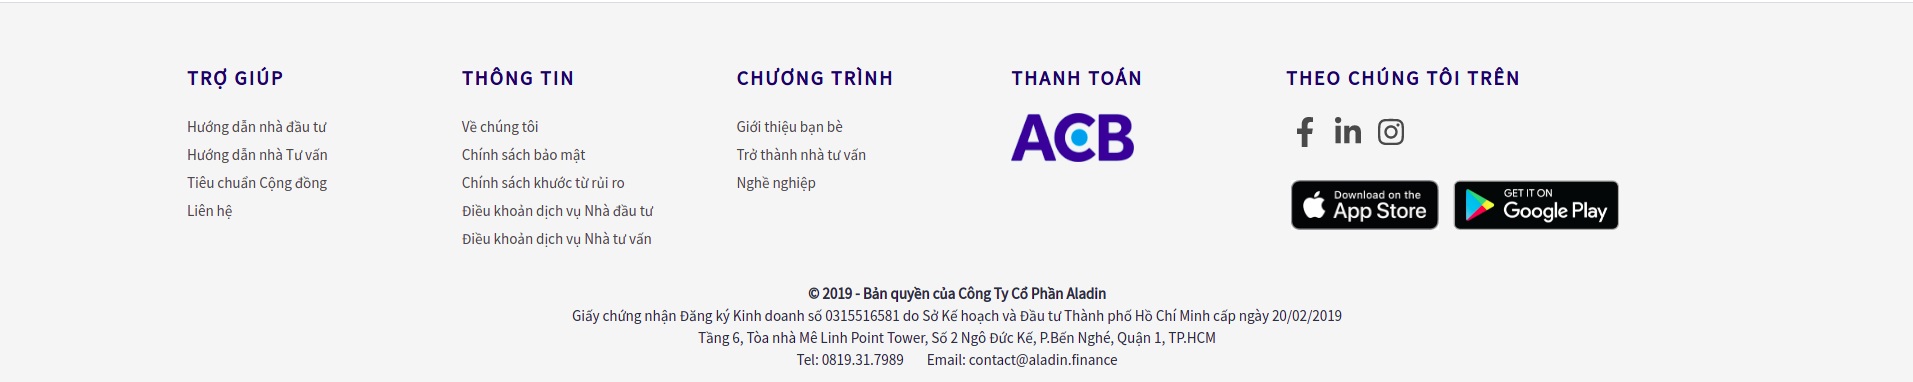 TRỢ GIÚP
Hướng dẫn nhà đầu tư
Hướng dẫn nhà Tư vấn
Tiêu chuẩn Cộng đồng
Liên hệ
THÔNG TIN
Về chúng tôi
Chính sách bảo mật
Chính sách khước từ rủi ro
Điều khoản dịch vụ Nhà đầu tư
Điều khoản dịch vụ Nhà tư vấn
CHƯƠNG TRÌNH
Giới thiệu bạn bè
Trở thành nhà tư vấn
Nghề nghiệp
THANH TOÁN
ACB
THEO CHÚNG TÔI TRÊN
Download on the
App Store
GET IT ON
Google Play
© 2019 - Bản quyền của Công Ty Cổ Phần Aladin
Giấy chứng nhận Đăng ký Kinh doanh số 0315516581 do Sở Kế hoạch và Đầu tư Thành phố Hồ Chí Minh cấp ngày 20/02/2019
Tầng 6, Tòa nhà Mê Linh Point Tower, Số 2 Ngô Đức Kế, P.Bến Nghé, Quận 1, TP.HCM
Tel: 0819.31.7989 Email: contact@aladin.finance